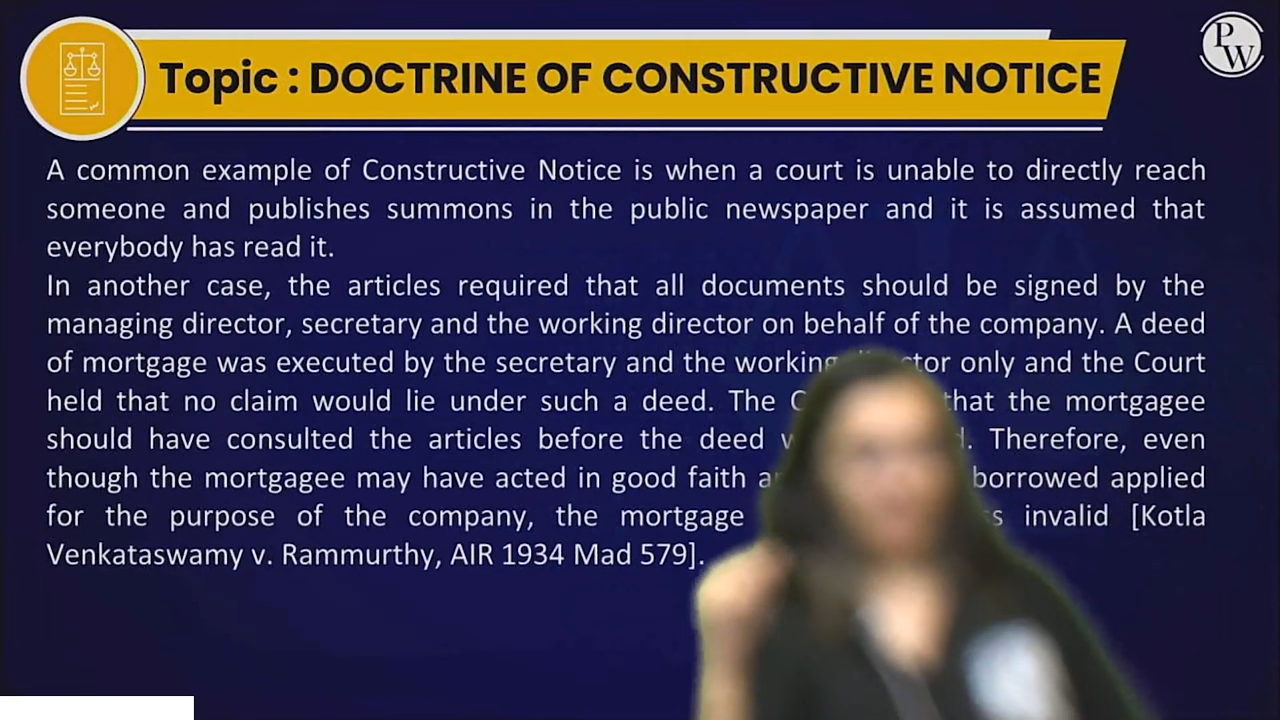 Topic : DOCTRINE OF CONSTRUCTIVE NOTICE
PW
A common example of Constructive Notice is when a court is unable to directly reach
someone and publishes summons in the public newspaper and it is assumed that
everybody has read it.
In another case, the articles required that all documents should be signed by the
managing director, secretary and the working director on behalf of the company. A deed
of mortgage was executed by the secretary and the working only and the Court
held that no claim would lie under such a deed. The that the mortgagee
should have consulted the articles before the deed Therefore, even
though the mortgagee may have acted in good faith borrowed applied
for the purpose of the company, the mortgage invalid [Kotla
Venkataswamy v. Rammurthy, AIR 1934 Mad 579].